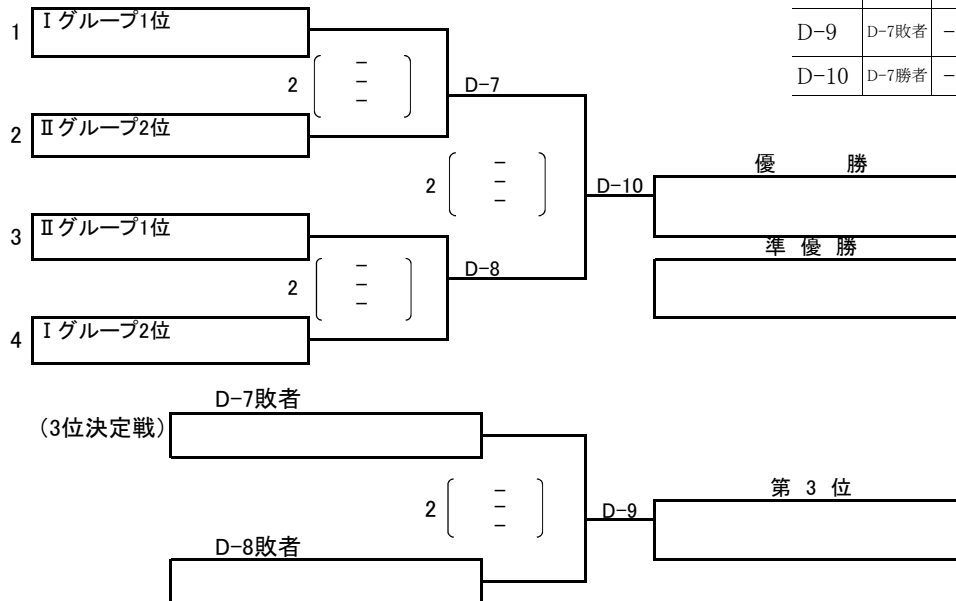 1 Ⅰグループ1位
D-9 D-7敗者 －
2 － － －
D-7
D-10 D-7勝者 －
2 Ⅱグループ2位
2 － － －
D-10
優 勝
3 Ⅱグループ1位
準 優 勝
2 － － －
D-8
4 Ⅰグループ2位
D-7敗者
(3位決定戦)
2 － － －
D-9
第 3 位
D-8敗者